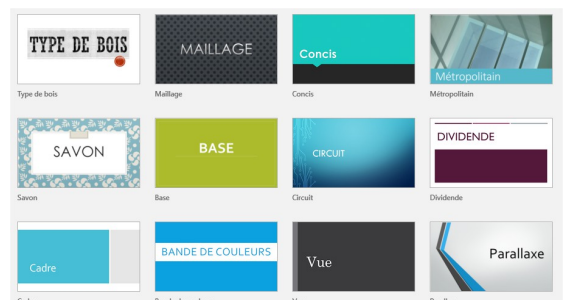 TYPE DE BOIS
MAILLAGE
Concis
Métropolitain
Type de bois
Maillage
Concis
Métropolitain
SAVON
BASE
CIRCUIT
DIVIDENDE
Savon
Base
Circuit
Dividende
Cadre
BANDE DE COULEURS
Vue
Parallaxe